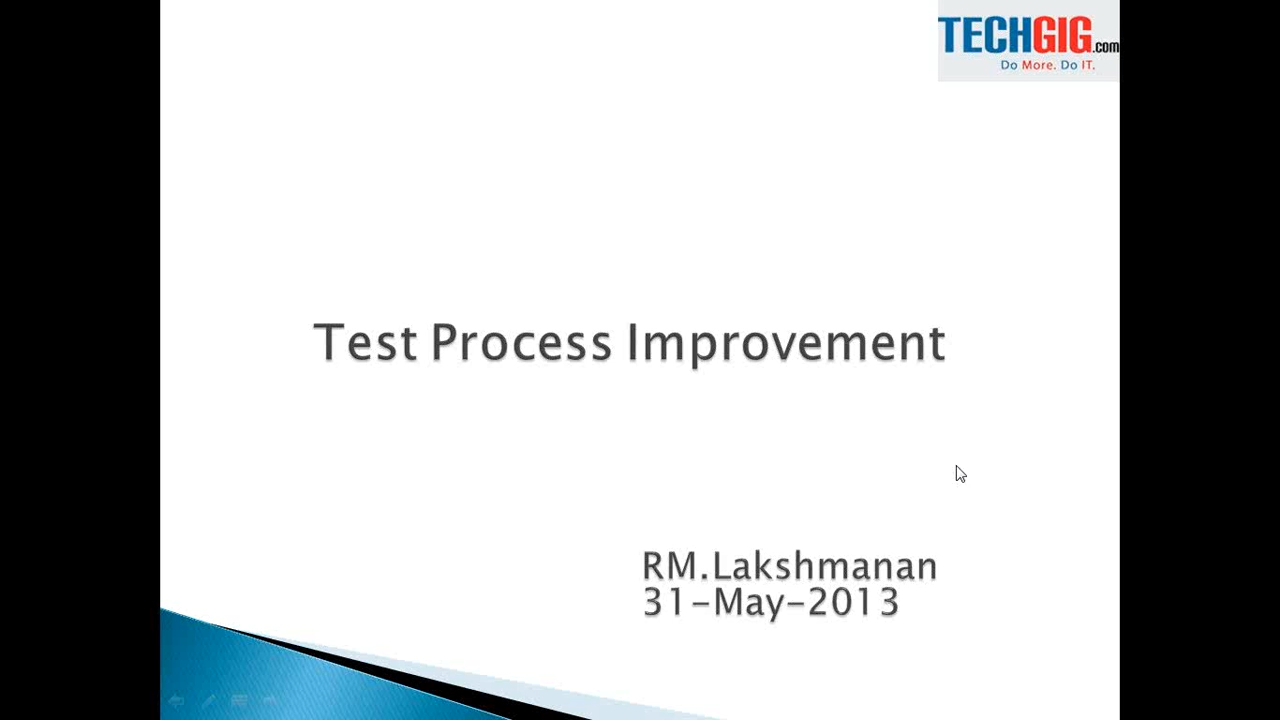 TECHGIG.com
Do More. Do IT.
Test Process Improvement
RM.Lakshmanan
31-May-2013